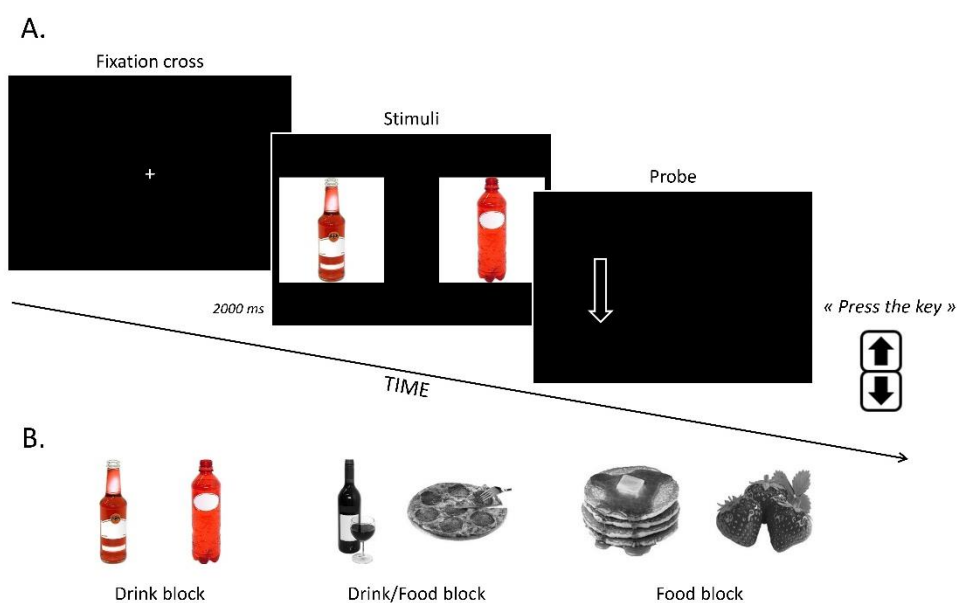 A.
Fixation cross
Stimuli
Probe
+
2000 ms
« Press the key »
TIME
B.
Drink block
Drink/Food block
Food block